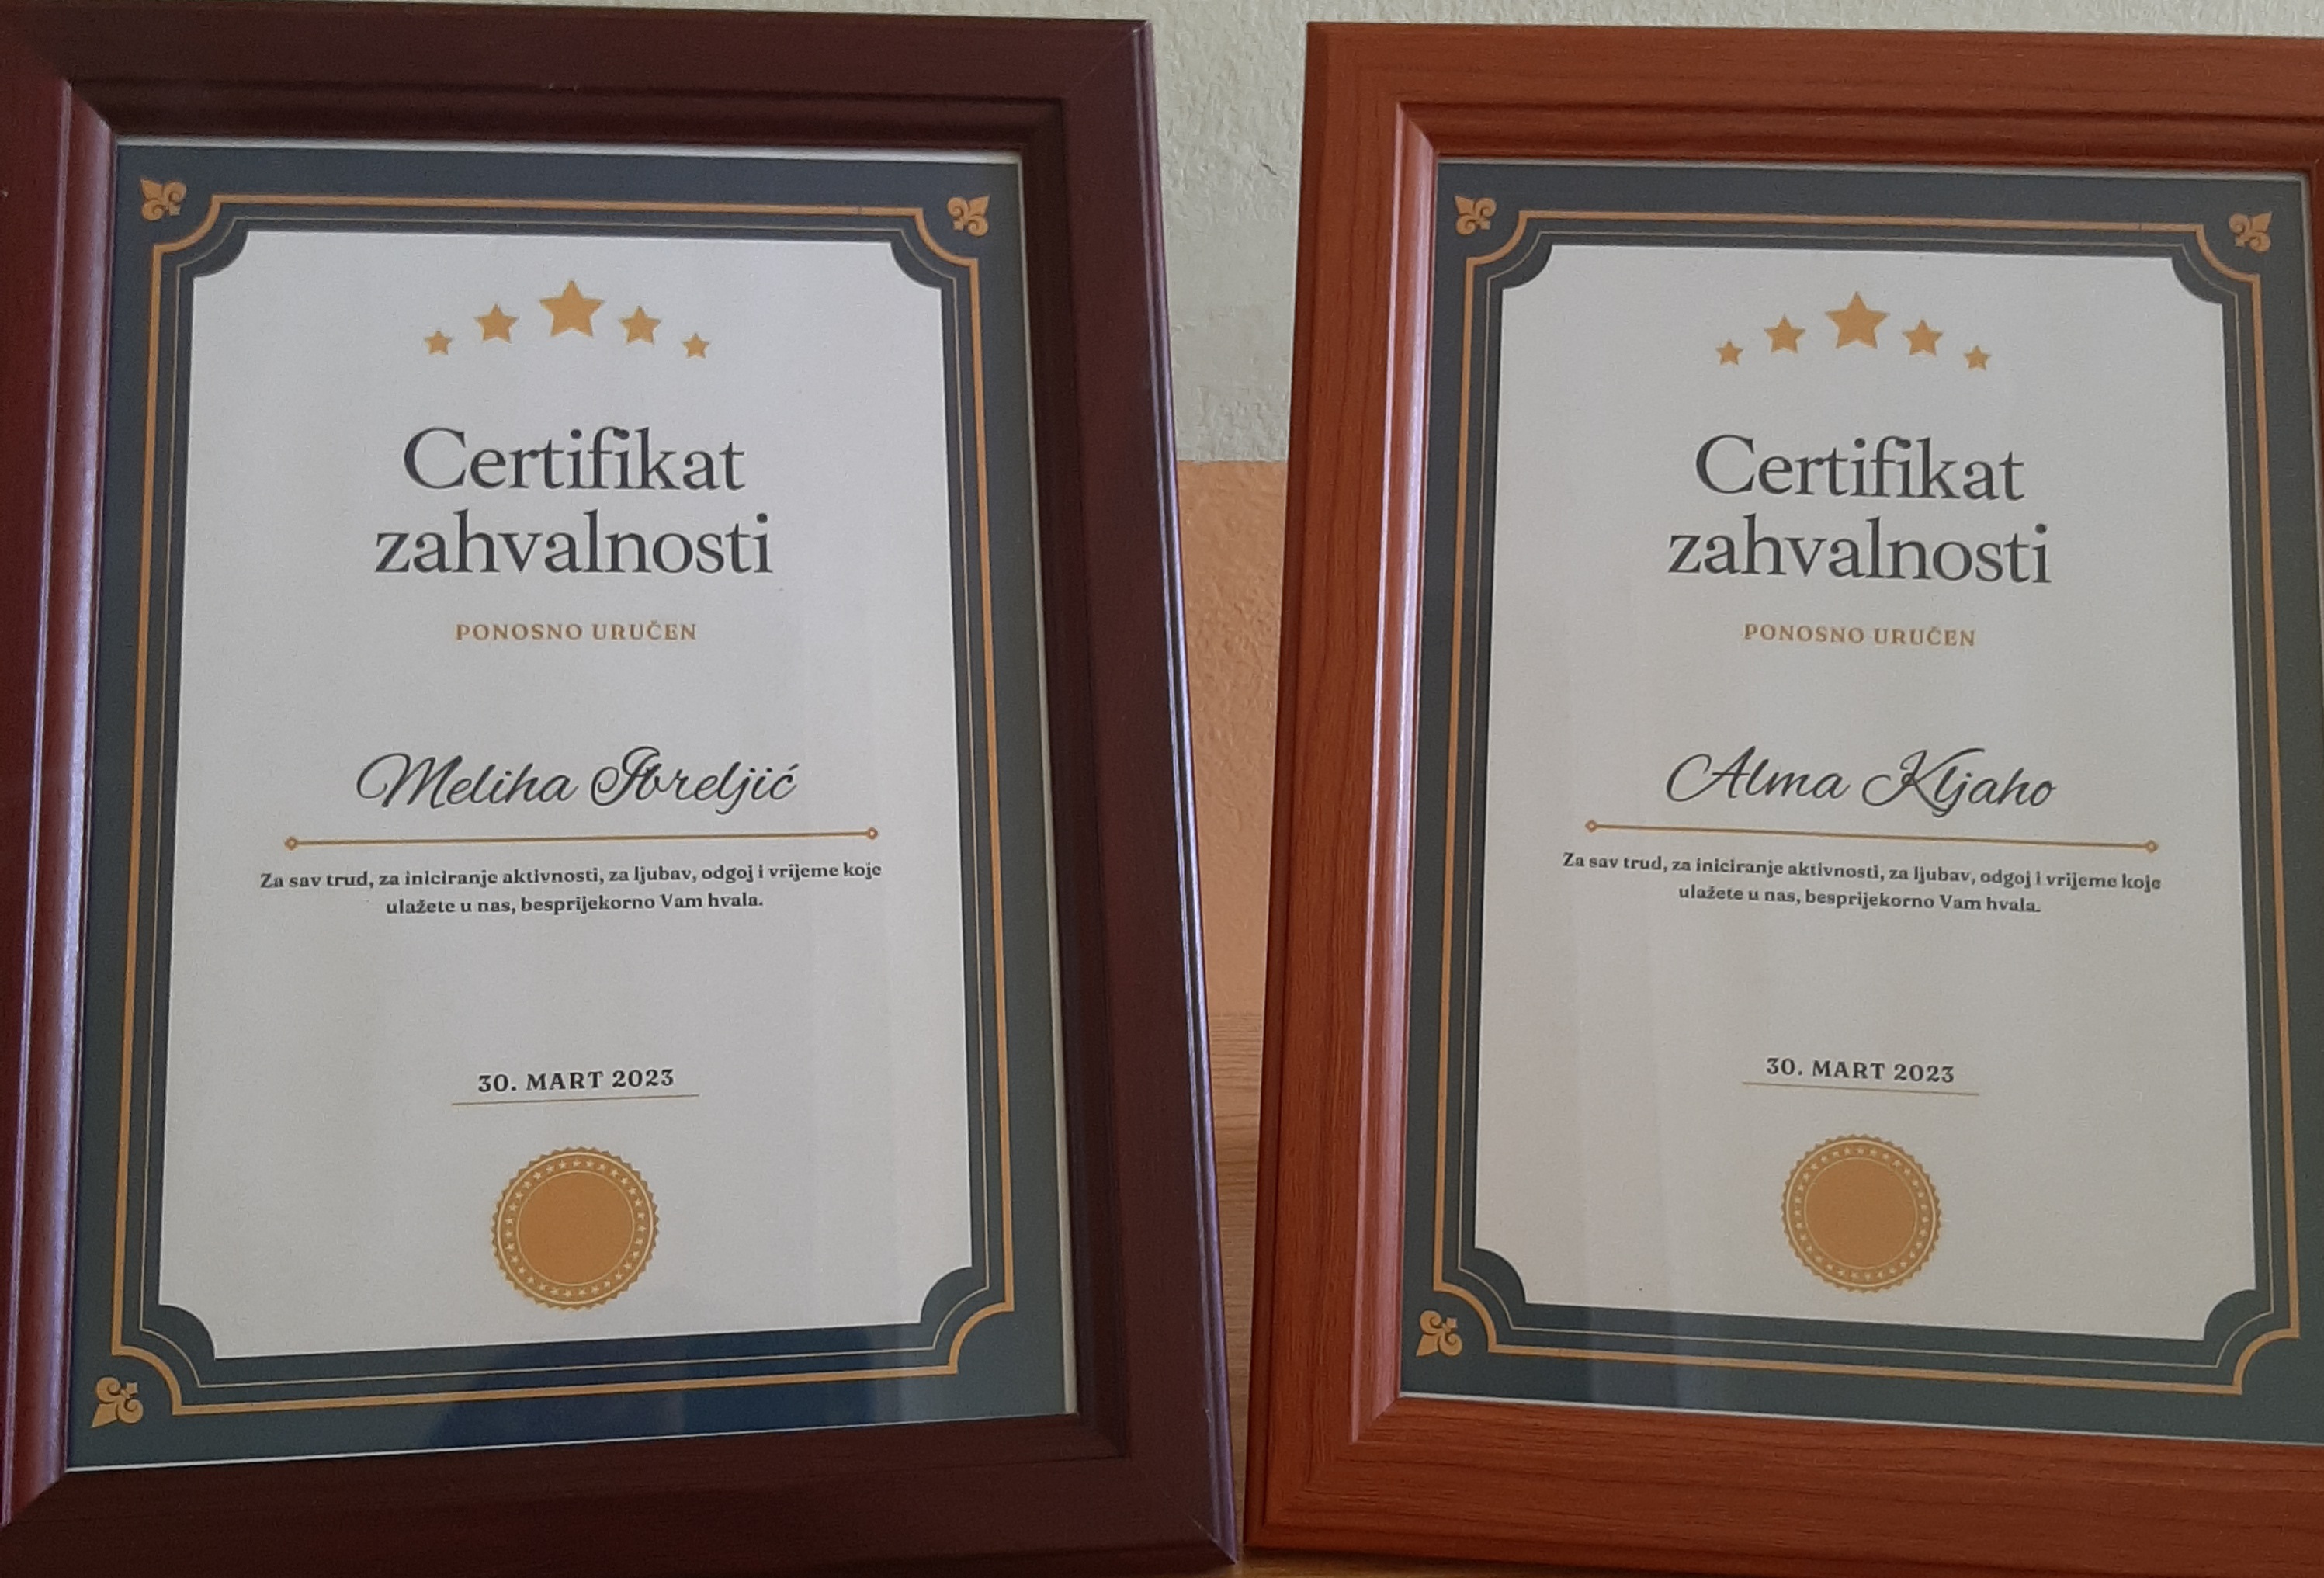 Certifikat
zahvalnosti
PONOSNO URUČEN
Meliha Ibreljić
Za sav trud, za iniciranje aktivnosti, za ljubav, odgoj i vrijeme koje
ulažete u nas, besprijekorno Vam hvala.
30. MART 2023
Certifikat
zahvalnosti
PONOSNO URUČEN
Alma Kljaho
Za sav trud, za iniciranje aktivnosti, za ljubav, odgoj i vrijeme koje
ulažete u nas, besprijekorno Vam hvala.
30. MART 2023